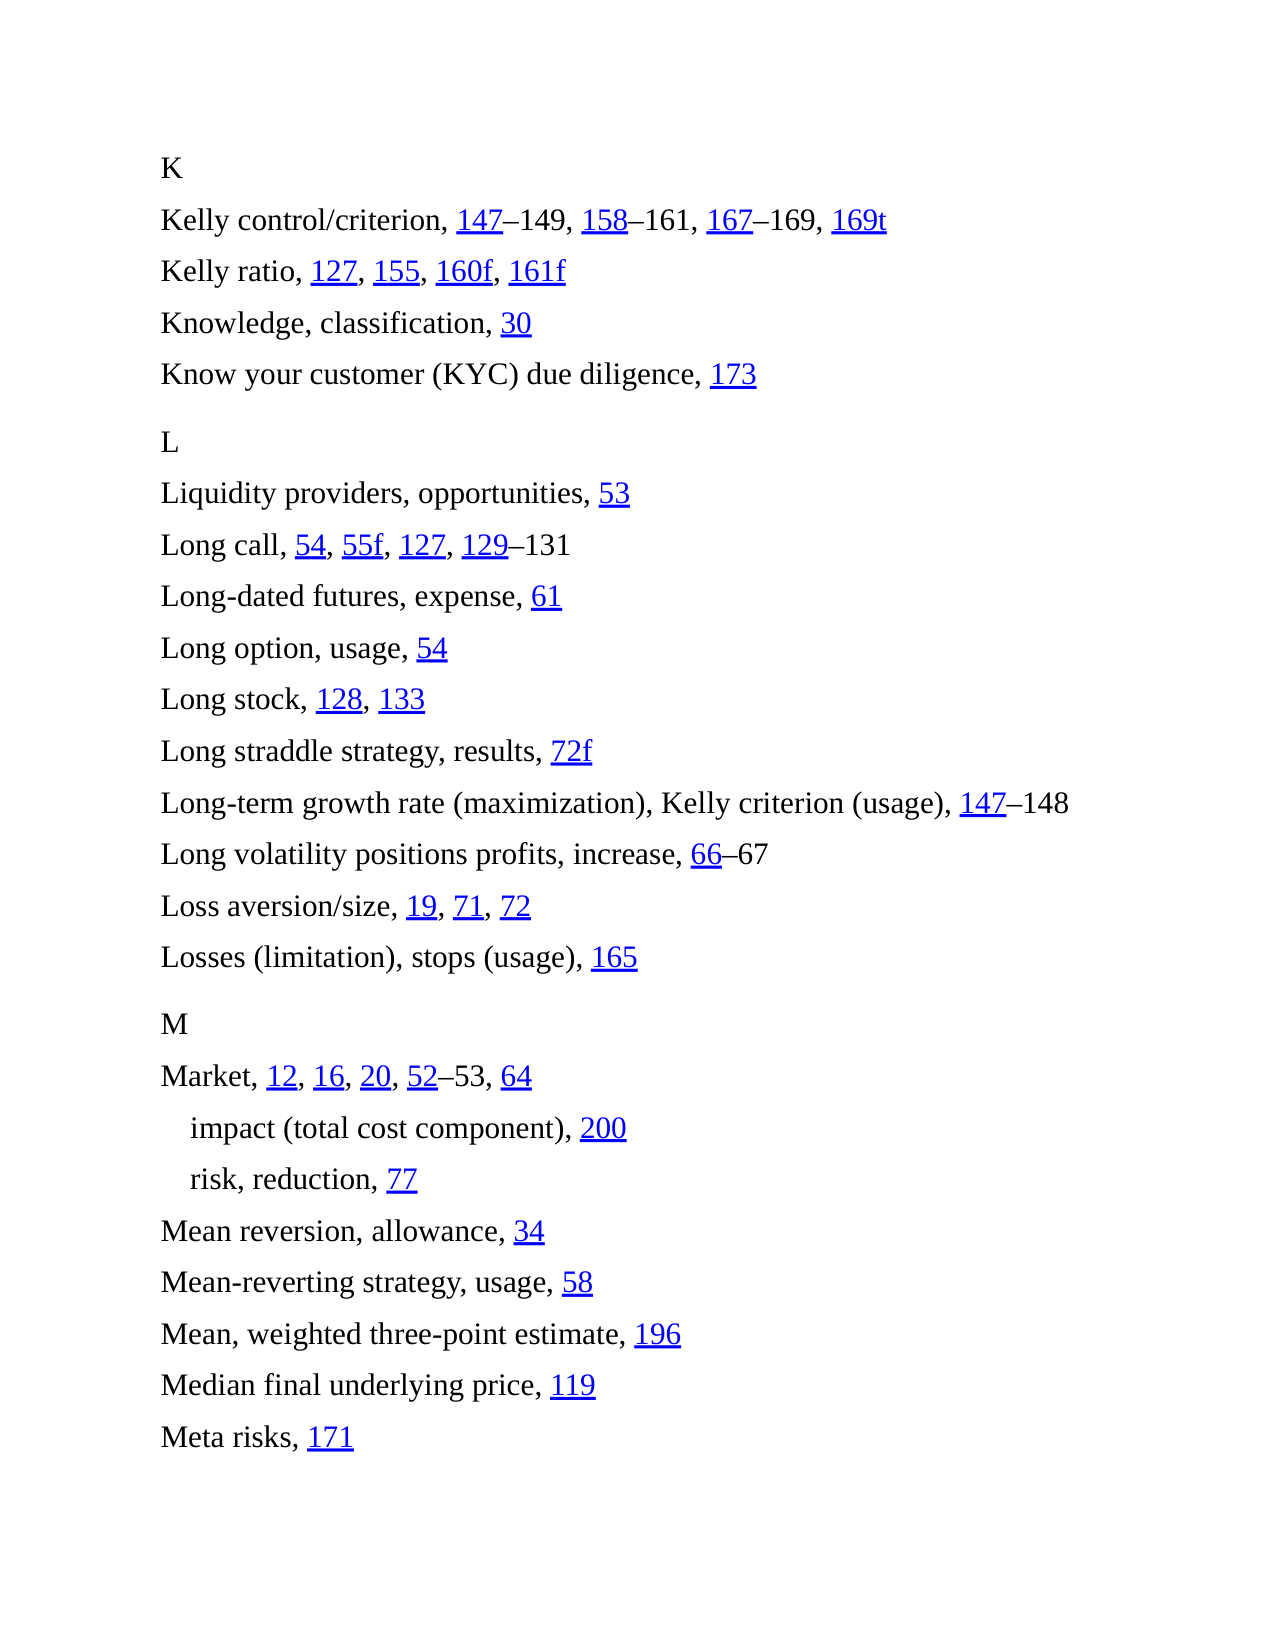 K
Kelly control/criterion, 147–149, 158–161, 167–169, 169t
Kelly ratio, 127, 155, 160f, 161f
Knowledge, classification, 30
Know your customer (KYC) due diligence, 173
L
Liquidity providers, opportunities, 53
Long call, 54, 55f, 127, 129–131
Long-dated futures, expense, 61
Long option, usage, 54
Long stock, 128, 133
Long straddle strategy, results, 72f
Long-term growth rate (maximization), Kelly criterion (usage), 147–148
Long volatility positions profits, increase, 66–67
Loss aversion/size, 19, 71, 72
Losses (limitation), stops (usage), 165
M
Market, 12, 16, 20, 52–53, 64
impact (total cost component), 200
risk, reduction, 77
Mean reversion, allowance, 34
Mean-reverting strategy, usage, 58
Mean, weighted three-point estimate, 196
Median final underlying price, 119
Meta risks, 171